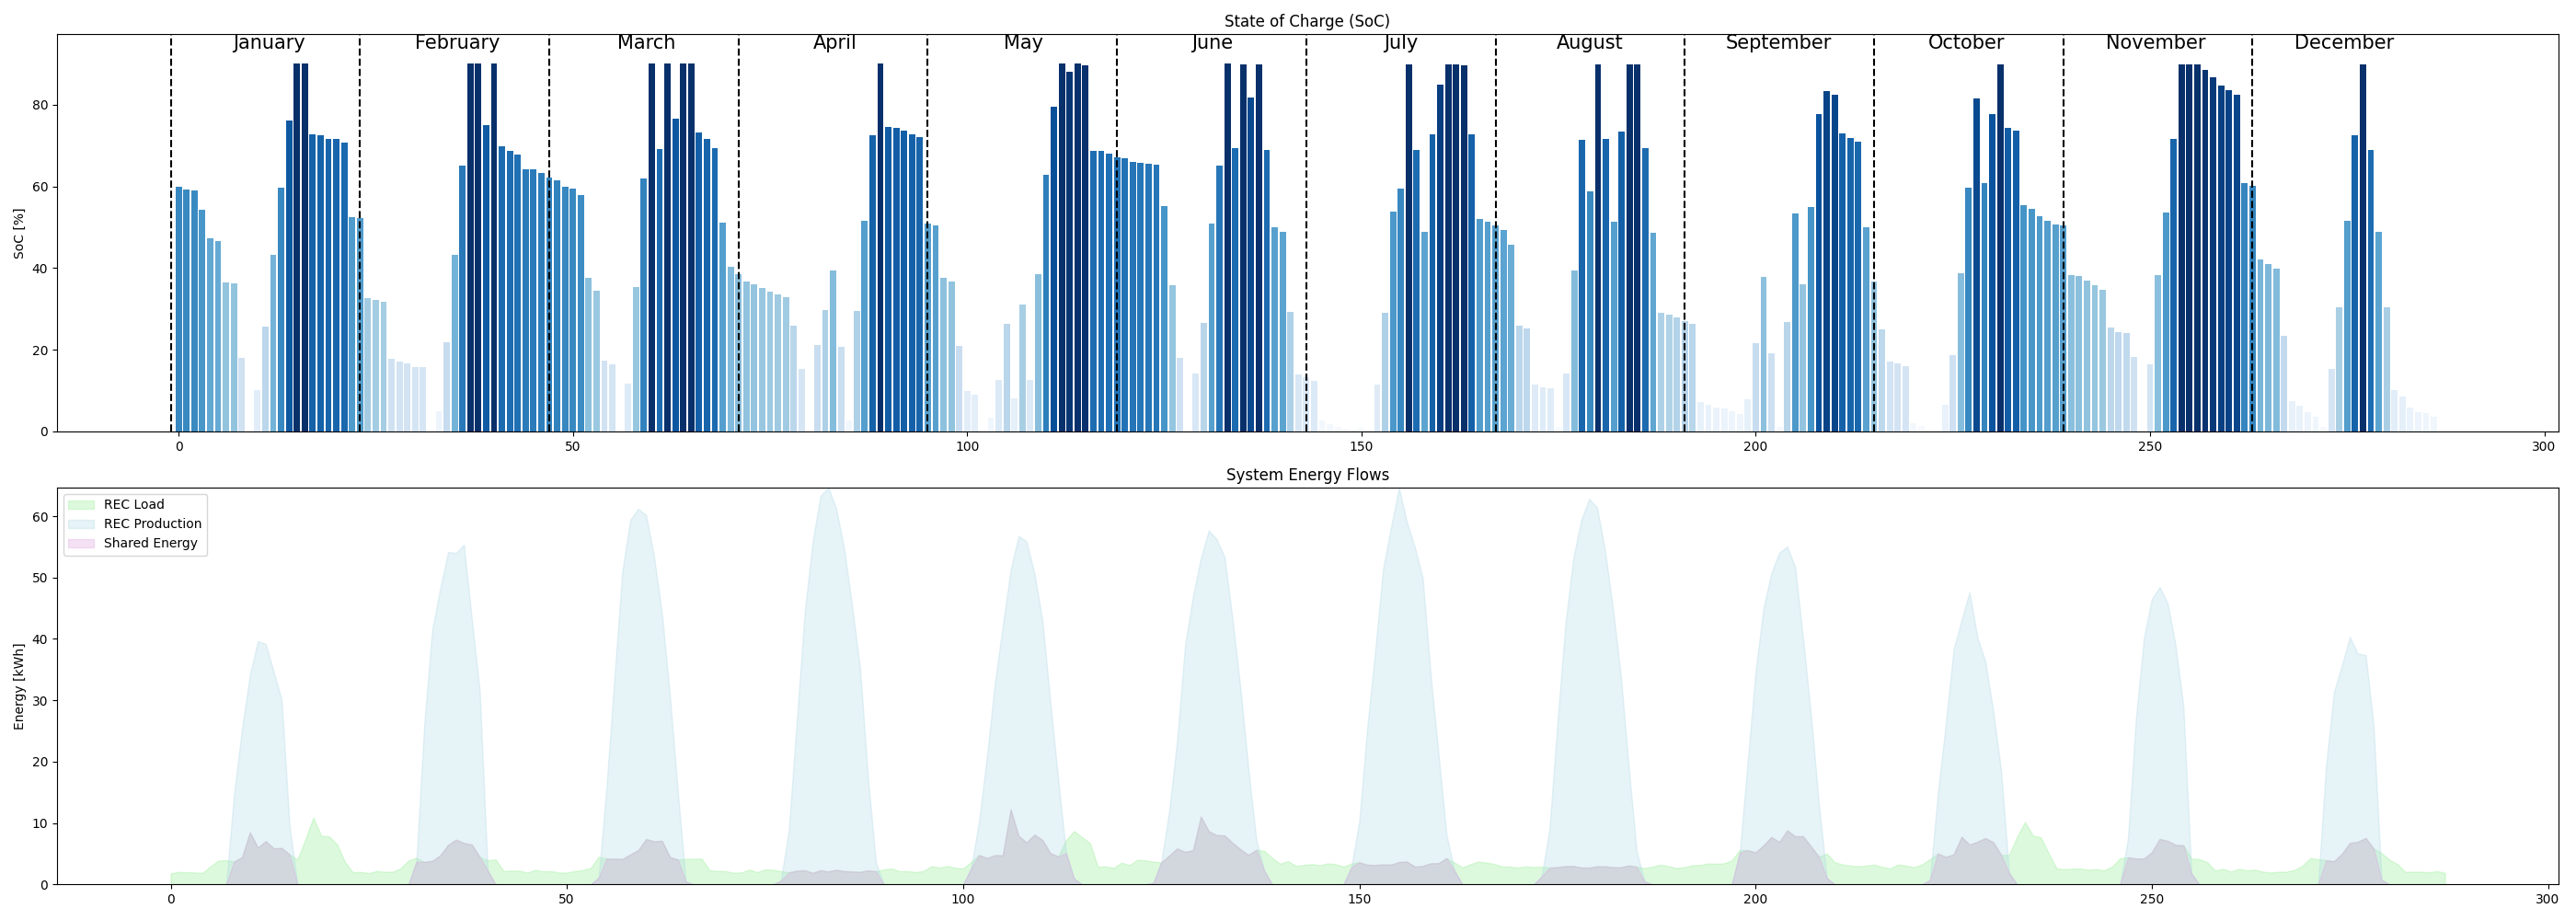 State of Charge (SoC)
January February March April May June July August September October November December
80
60
40
20
0
SoC [%]
0 50 100 150 200 250 300
System Energy Flows
REC Load
REC Production
Shared Energy
60
50
40
30
20
10
0
Energy [kWh]
0 50 100 150 200 250 300